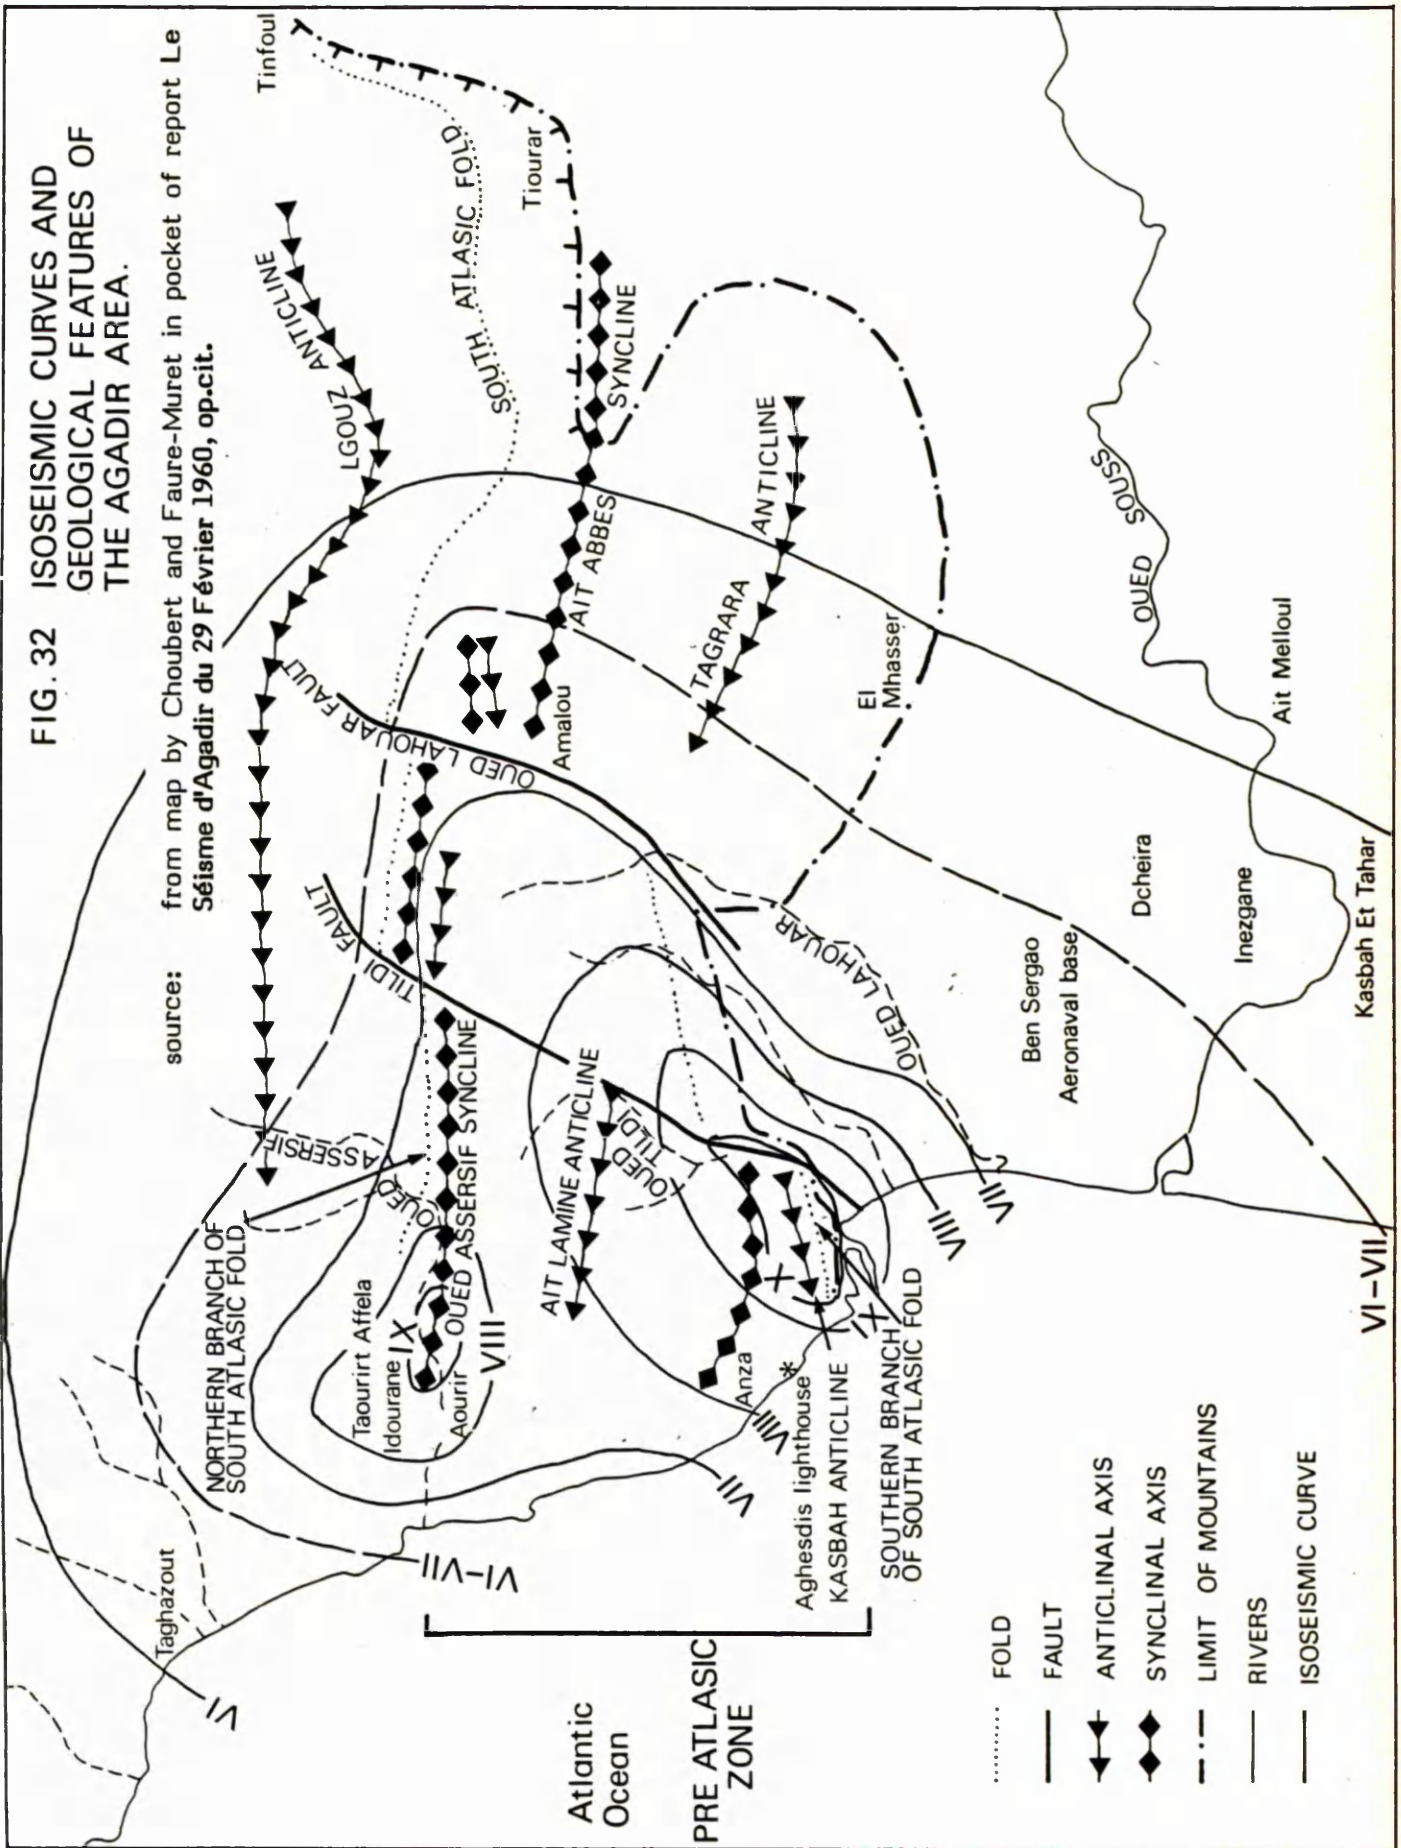 FIG. 32 ISOSEISMIC CURVES AND
GEOLOGICAL FEATURES OF
THE AGADIR AREA.
source: from map by Choubert and Faure-Muret in pocket of report Le
Séisme d'Agadir du 29 Février 1960, op.cit.
Tinfoul
LGOUZ ANTICLINE
SOUTH ATLASIC FOLD
Tiourar
SYNCLINE
AIT ABBES
Amalou
OUED LAHOUAR FAULT
TILDI FAULT
TAGRARA ANTICLINE
El
Mhasser
OUED SOUSS
Ait Melloul
Dcheira
Inezgane
Kasbah Et Tahar
Ben Sergao
Aeronaval base
OUED LAHOUAR
OUED ASSERSIF
NORTHERN BRANCH OF
SOUTH ATLASIC FOLD
OUED ASSERSIF SYNCLINE
Taourirt Affela
Idourane
IX
Aourir
VIII
AIT LAMINE ANTICLINE
OUED
TILDI
X
IX
Anza
Aghesdis lighthouse *
KASBAH ANTICLINE
SOUTHERN BRANCH
OF SOUTH ATLASIC FOLD
VIII
VII
VIII
VII
VI-VII
VI-VII
VI
Taghazout
Atlantic
Ocean
PRE ATLASIC
ZONE
FOLD
FAULT
ANTICLINAL AXIS
SYNCLINAL AXIS
LIMIT OF MOUNTAINS
RIVERS
ISOSEISMIC CURVE